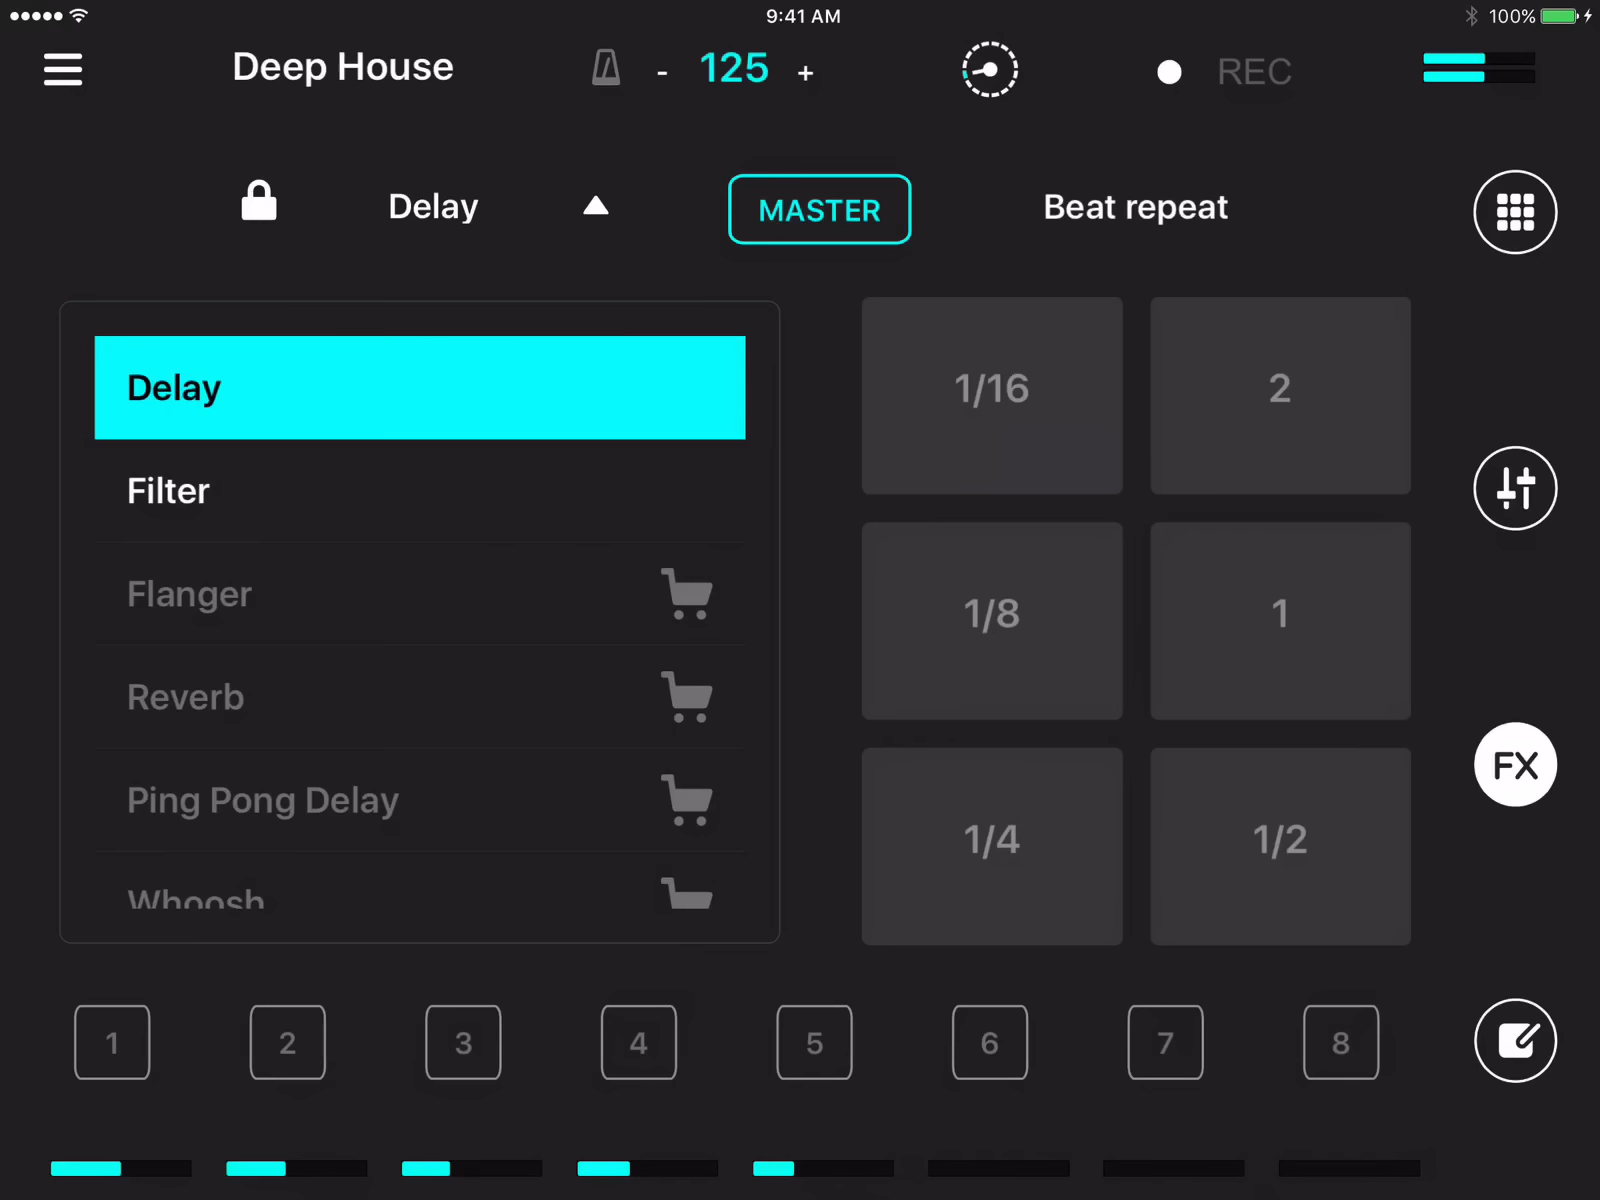 9:41 AM
100%
Deep House
- 125 +
REC
Delay
MASTER
Beat repeat
Delay
Filter
Flanger
Reverb
Ping Pong Delay
Whoosh
1/16
2
1/8
1
1/4
1/2
FX
1
2
3
4
5
6
7
8